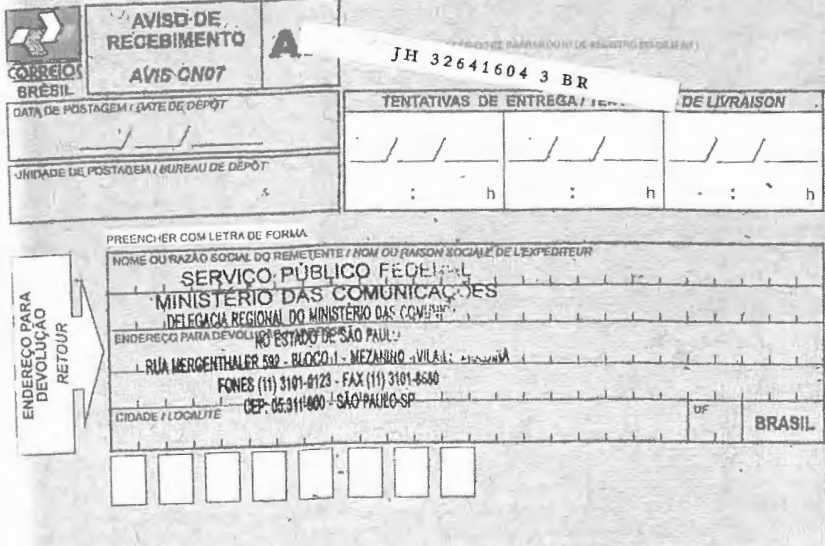 CORREIOS
BRÉSIL
AVISO DE
RECEBIMENTO
AVIS CN07
A
JH 32641604 3 BR
DATA DE POSTAGEM / DATE DE DÉPÔT
UNIDADE DE POSTAGEM / BUREAU DE DÉPÔT
TENTATIVAS DE ENTREGA / DE LIVRAISON
: h : h : h
PREENCHER COM LETRA DE FORMA
ENDEREÇO PARA
DEVOLUÇÃO
RETOUR
NOME OU RAZÃO SOCIAL DO REMETENTE / NOM OU RAISON SOCIALE DE L'EXPÉDITEUR
SERVIÇO PÚBLICO FEDERAL
MINISTÉRIO DAS COMUNICAÇÕES
DELEGACIA REGIONAL DO MINISTÉRIO DAS
ENDEREÇO PARA DEVOLUÇÃO
NO ESTADO DE SÃO PAULO
RUA MERGENTHALER 592 - BLOCO 1 - MEZANINO -
FONES (11) 3101-0123 - FAX (11) 3101-8680
CEP: 05.311-900 - SÃO PAULO-SP
CIDADE / LOCALITÉ
UF
BRASIL
-